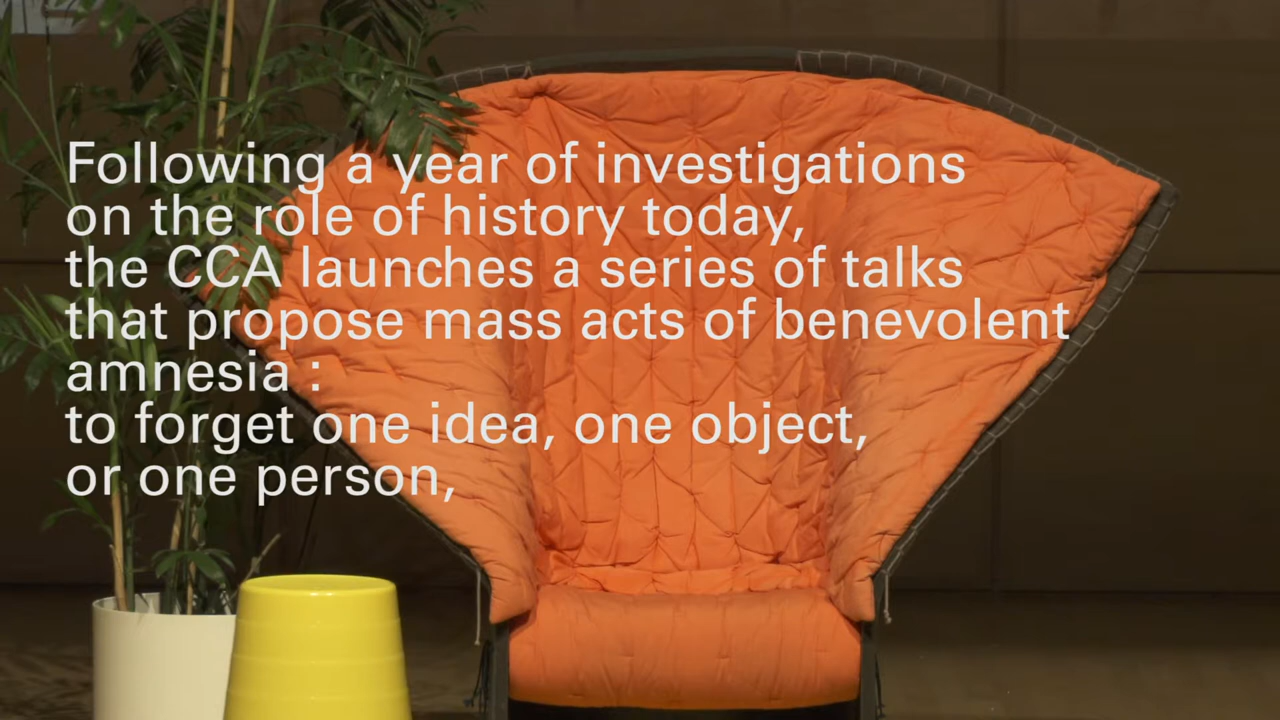 Following a year of investigations
on the role of history today,
the CCA launches a series of talks
that propose mass acts of benevolent
amnesia :
to forget one idea, one object,
or one person,